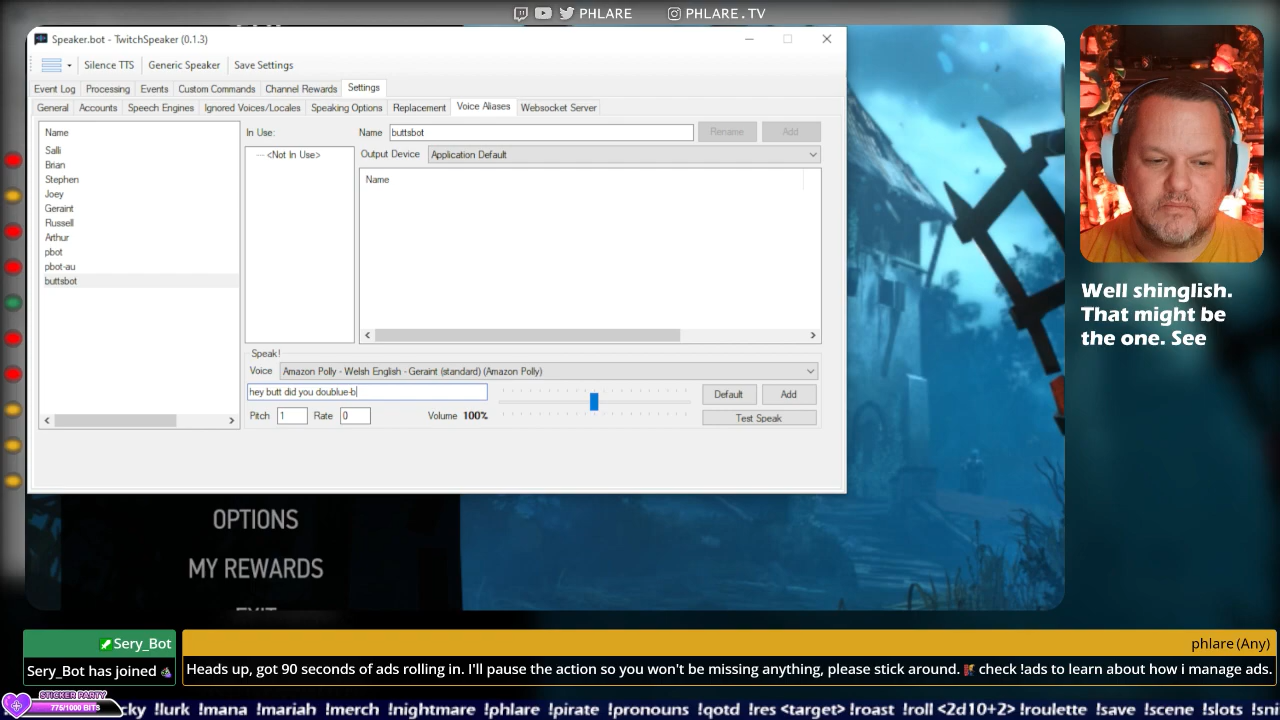 PHLARE PHLARE.TV
Speaker.bot - TwitchSpeaker (0.1.3)
Silence TTS Generic Speaker Save Settings
Event Log Processing Events Custom Commands Channel Rewards Settings
General Accounts Speech Engines Ignored Voices/Locales Speaking Options Replacement Voice Aliases Websocket Server
Name
Salli
Brian
Stephen
Joey
Geraint
Russell
Arthur
pbot
pbot-au
buttsbot
In Use:
<Not In Use>
Name buttsbot Rename Add
Output Device Application Default
Name
Speak!
Voice Amazon Polly - Welsh English - Geraint (standard) (Amazon Polly)
hey butt did you doublue-b
Default Add
Pitch 1 Rate 0 Volume 100% Test Speak
Well shinglish.
That might be
the one. See
OPTIONS
MY REWARDS
EXIT
Sery_Bot
Sery_Bot has joined
phlare (Any)
Heads up, got 90 seconds of ads rolling in. I'll pause the action so you won't be missing anything, please stick around. check !ads to learn about how i manage ads.
STICKER PARTY
775/1000 BITS
cky !lurk !mana !mariah !merch !nightmare !phlare !pirate !pronouns !qotd !res <target> !roast !roll <2d10+2> !roulette !save !scene !slots !sni